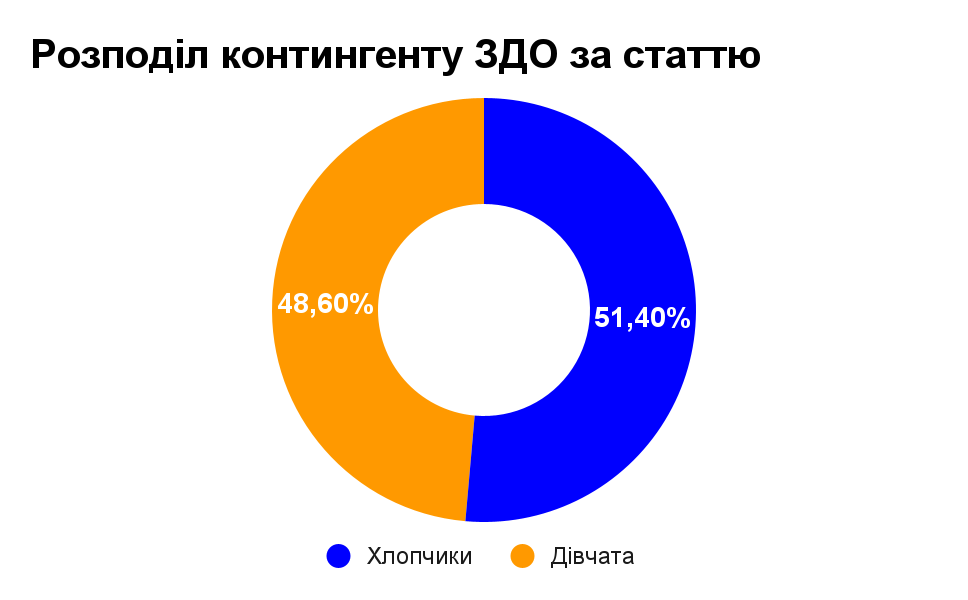 Розподіл контингенту ЗДО за статтю
48,60%
51,40%
Хлопчики
Дівчата